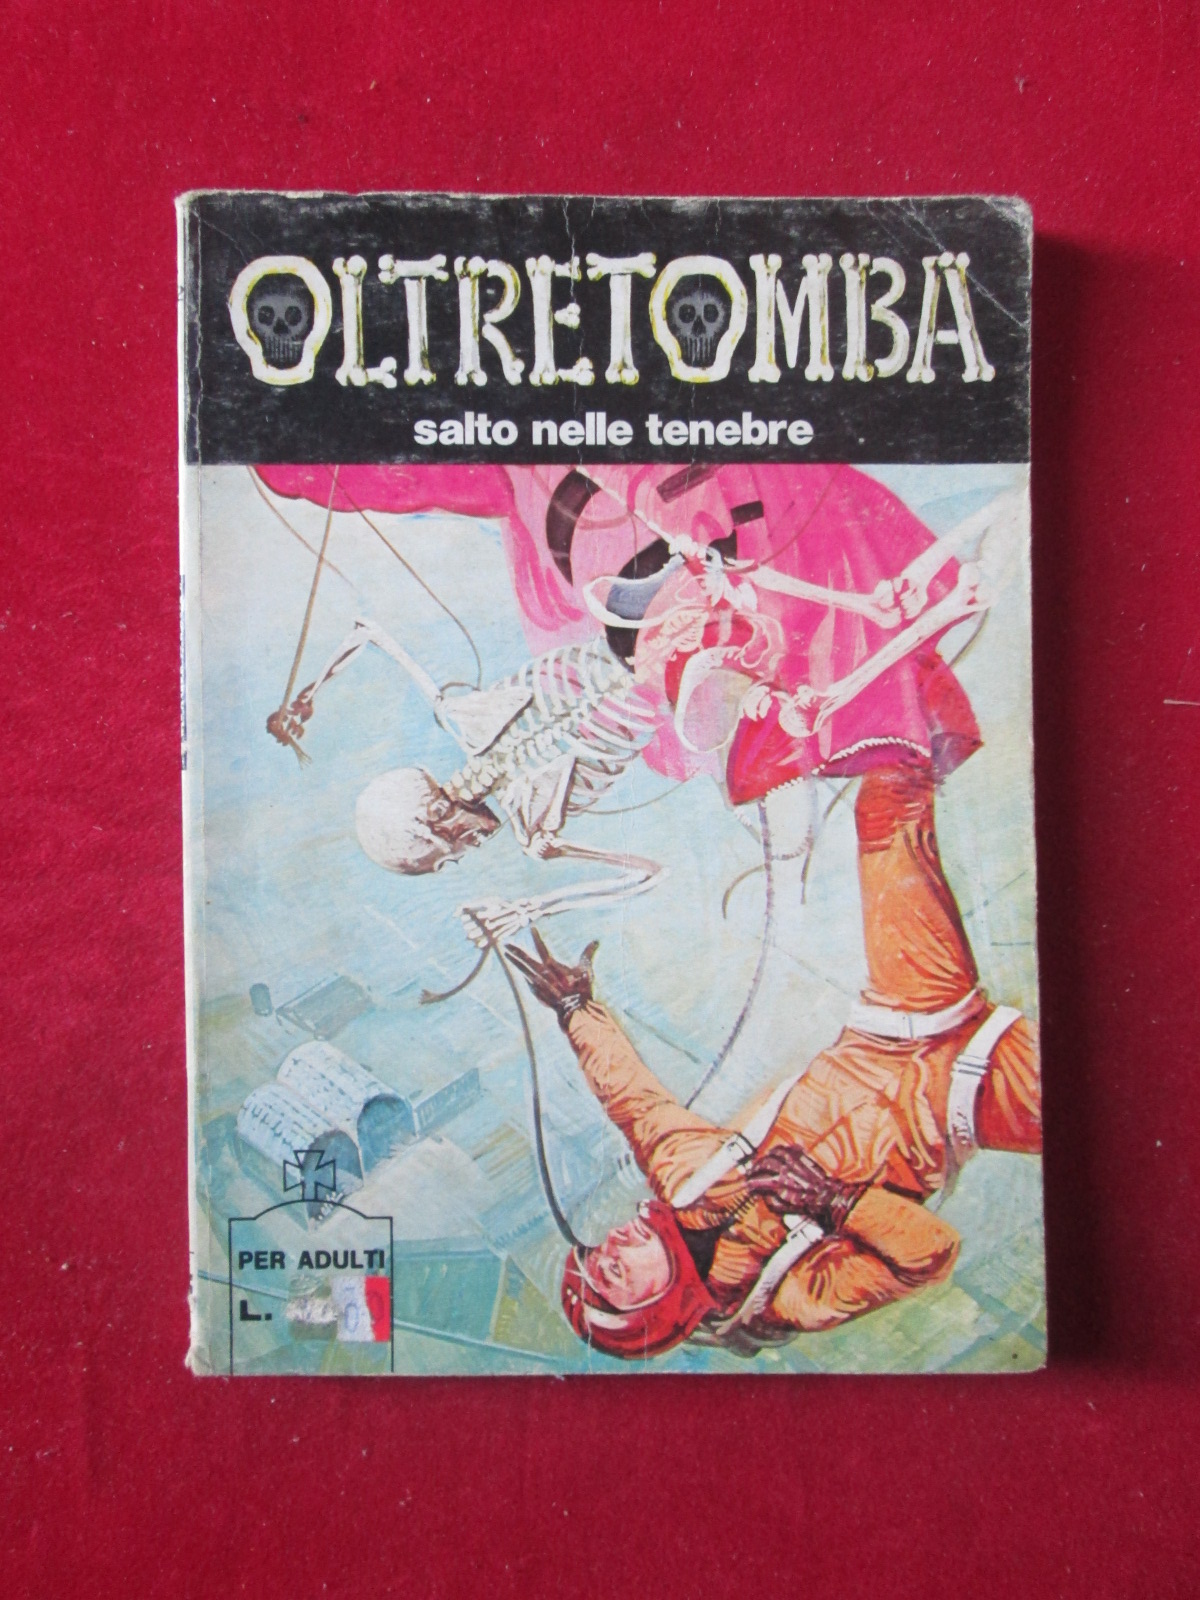 OLTRETOMBA
salto nelle tenebre
PER ADULTI
L.